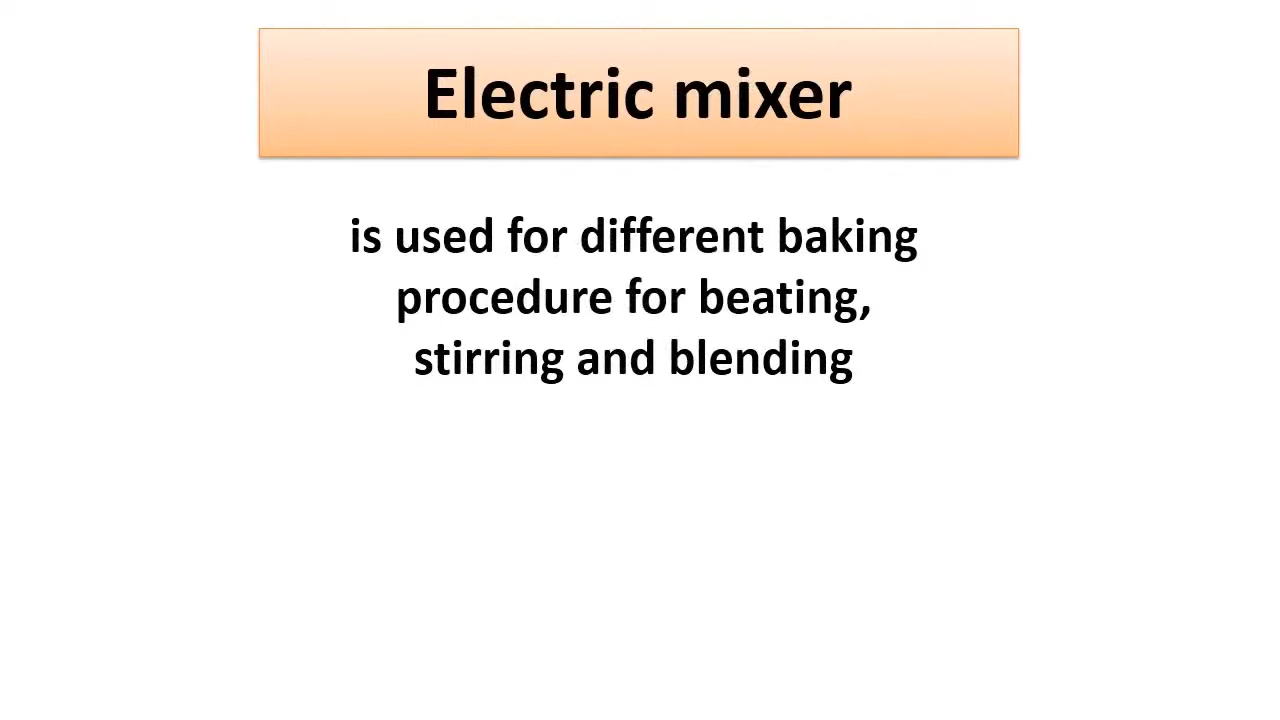 Electric mixer
is used for different baking
procedure for beating,
stirring and blending